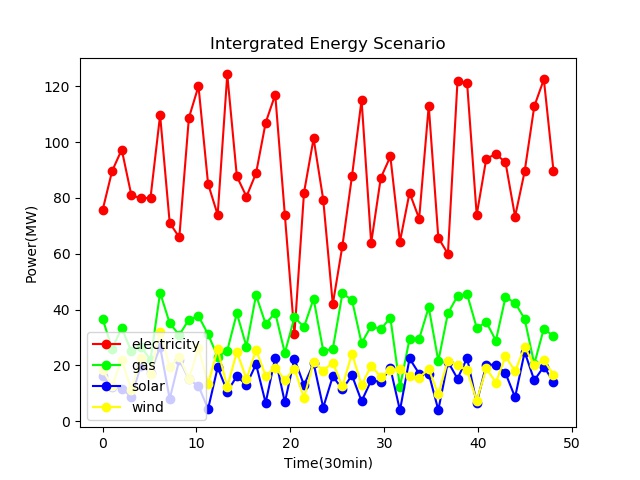 Intergrated Energy Scenario
Power(MW)
120
100
80
60
40
20
0
electricity
gas
solar
wind
0 10 20 30 40 50
Time(30min)